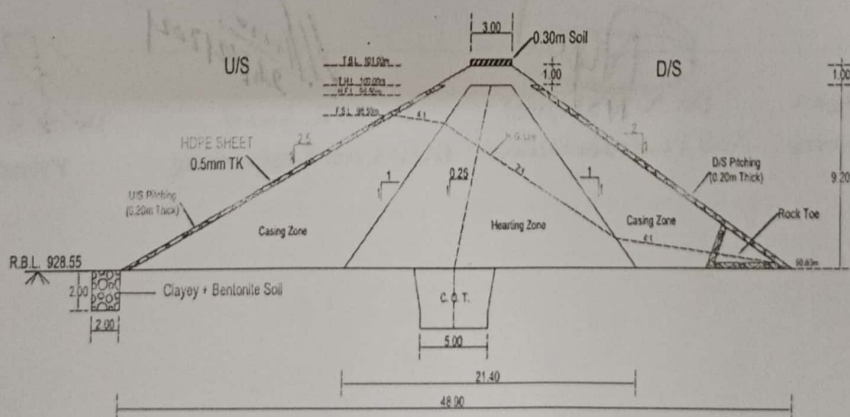 3.00
0.30m Soil
U/S
D/S
1.00
1.00
HDPE SHEET
0.5mm TK
2.5
4:1
H.G. Line
2
D/S Pitching
(0.20m Thick)
U/S Pitching
(0.20m Thick)
1
1
0.25
1
1
9.20
Casing Zone
Hearting Zone
Casing Zone
Rock Toe
4:1
R.B.L. 928.55
2.00
Clayey + Bentonite Soil
C.O.T.
2.00
5.00
21.40
48.90